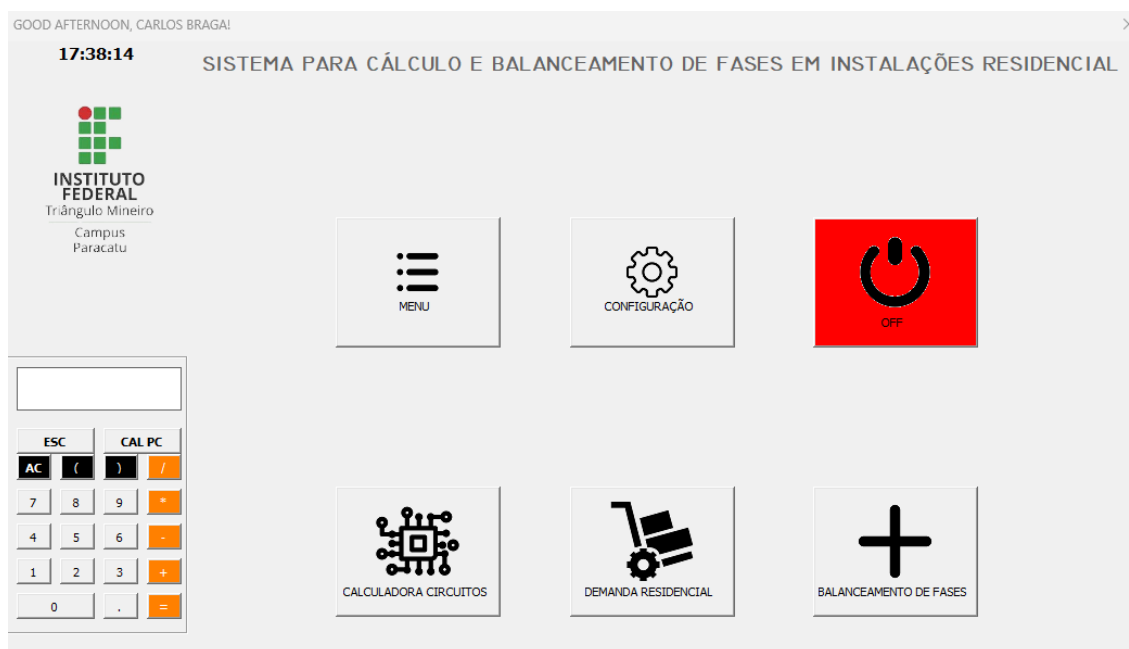 GOOD AFTERNOON, CARLOS BRAGA!
17:38:14
SISTEMA PARA CÁLCULO E BALANCEAMENTO DE FASES EM INSTALAÇÕES RESIDENCIAL
INSTITUTO
FEDERAL
Triângulo Mineiro
Campus
Paracatu
MENU
CONFIGURAÇÃO
OFF
ESC CAL PC
AC ( ) /
7 8 9 *
4 5 6 -
1 2 3 +
0 . =
CALCULADORA CIRCUITOS
DEMANDA RESIDENCIAL
BALANCEAMENTO DE FASES